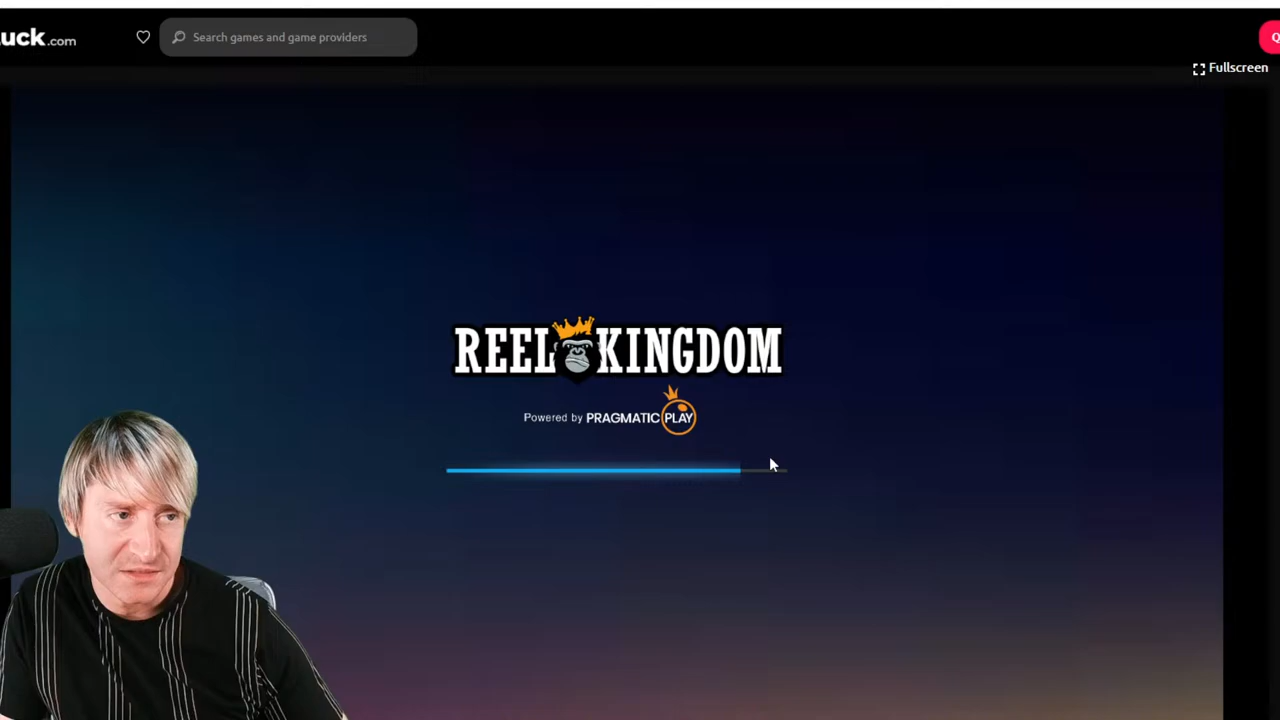 uck.com
Search games and game providers
Q
Fullscreen
REEL KINGDOM
Powered by PRAGMATIC PLAY